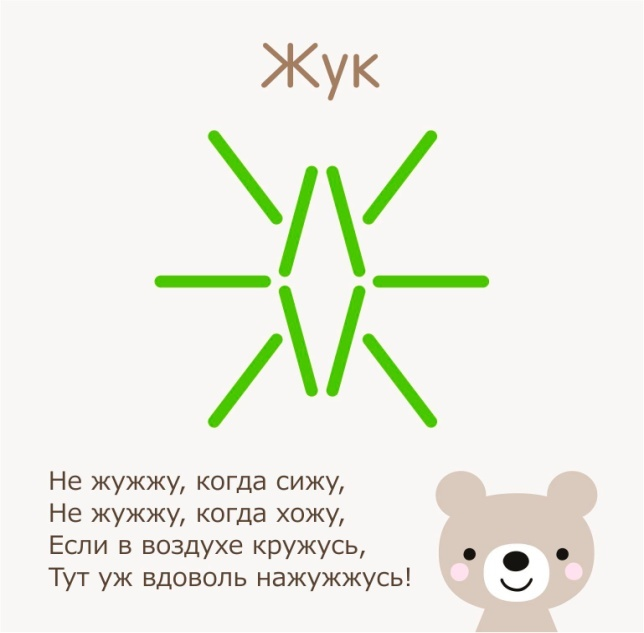 Жук
Не жужжу, когда сижу,
Не жужжу, когда хожу,
Если в воздухе кружусь,
Тут уж вдоволь нажужжусь!